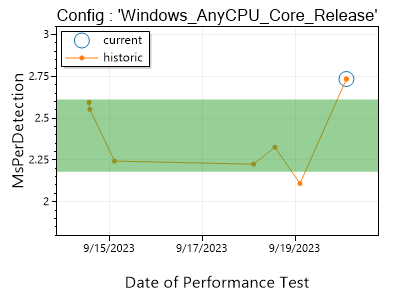 Config : 'Windows_AnyCPU_Core_Release'
current
historic
3
2.75
2.5
2.25
2
MsPerDetection
9/15/2023
9/17/2023
9/19/2023
Date of Performance Test